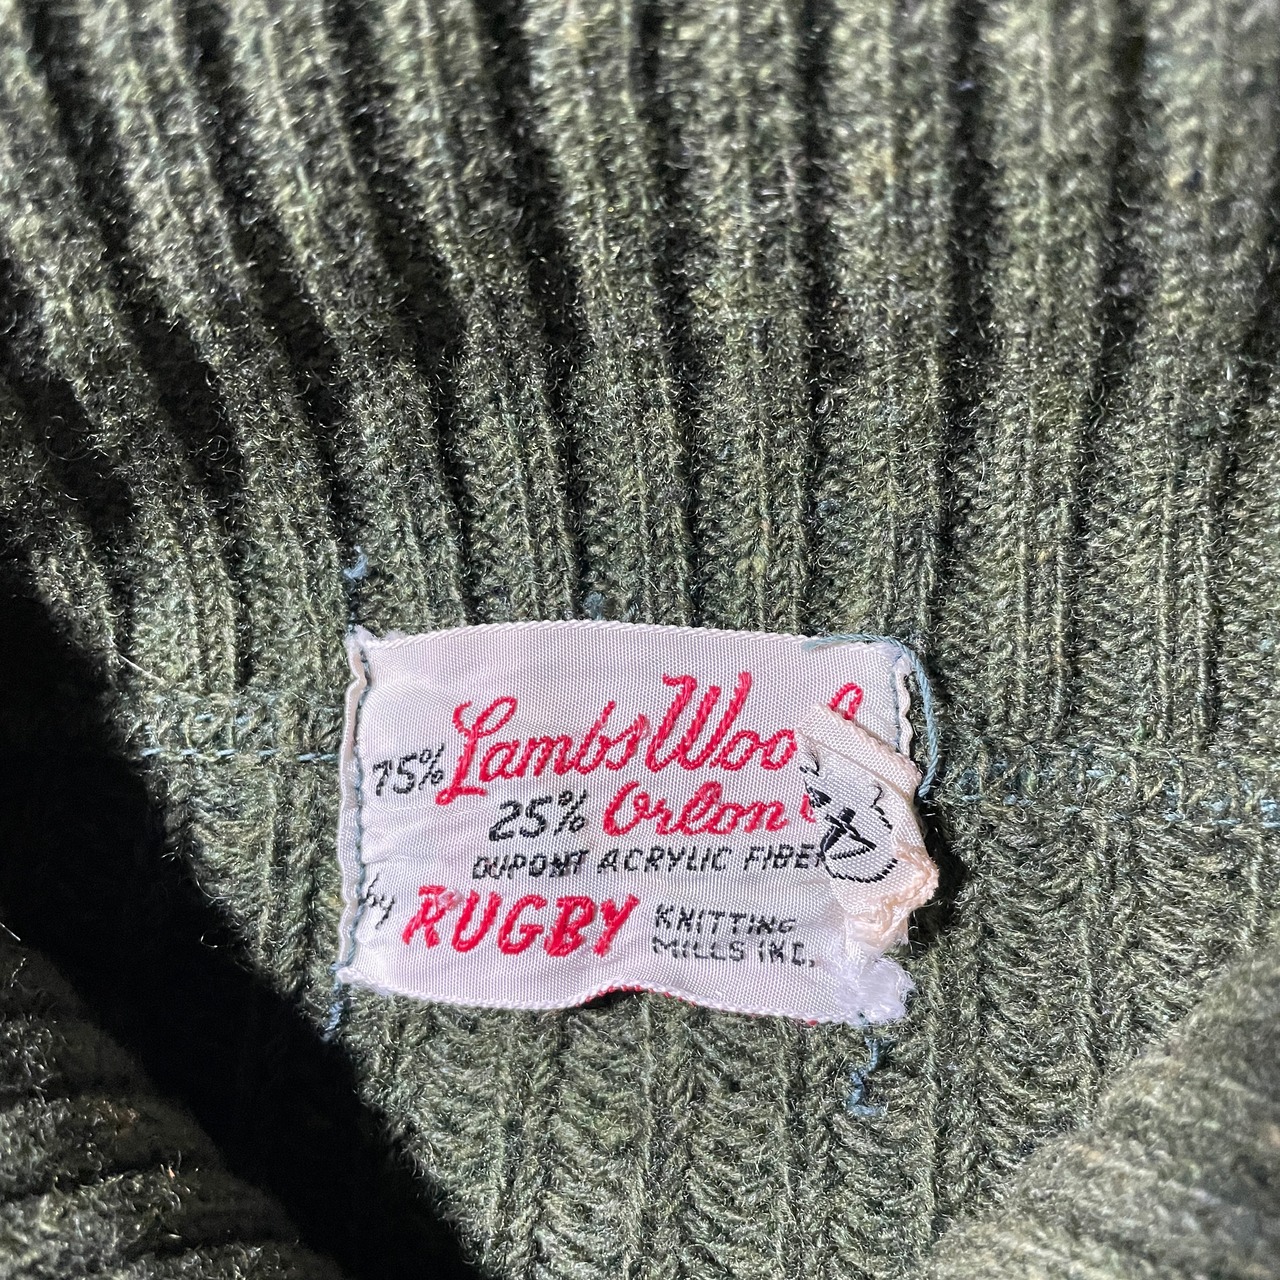 75% Lambs Wool
25% Orlon
DUPONT ACRYLIC FIBER
by RUGBY KNITTING
MILLS INC.